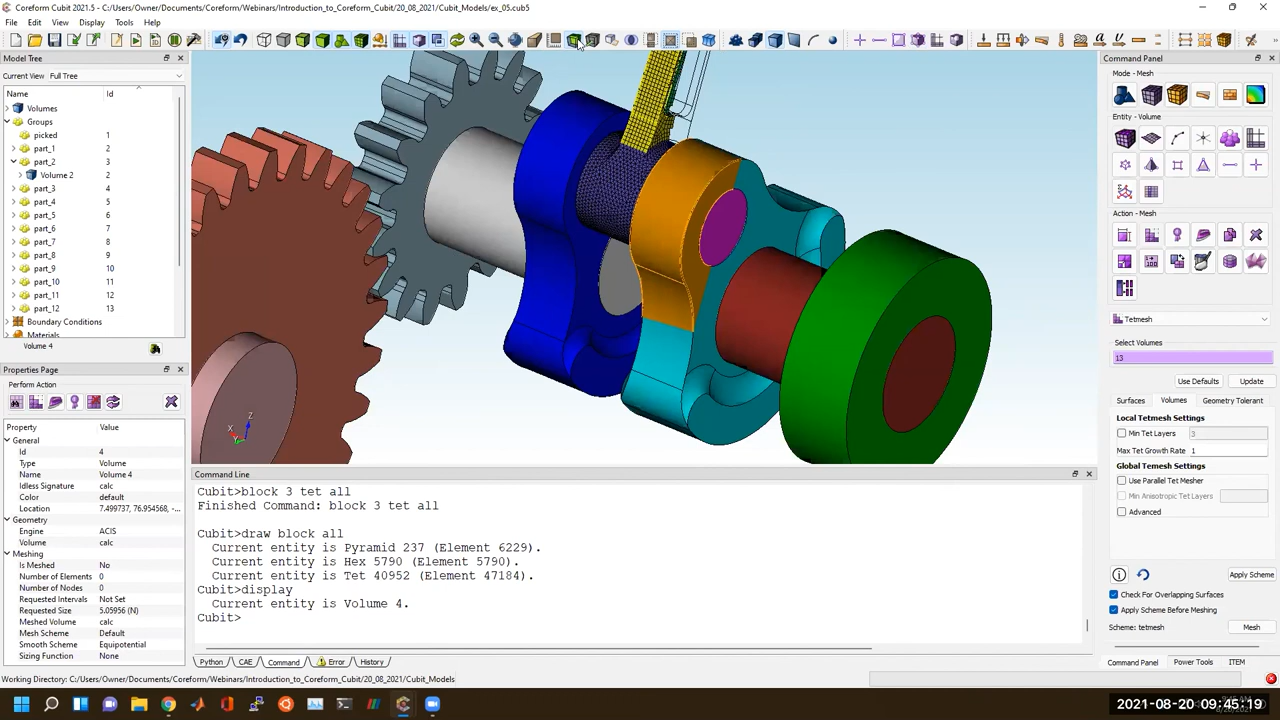 Coreform Cubit 2021.5 - C:/Users/Owner/Documents/Coreform/Webinars/Introduction_to_Coreform_Cubit/20_08_2021/Cubit_Models/ex_05.cub5
File Edit View Display Tools Help
Model Tree
Current View Full Tree
Name Id
Volumes
Groups
picked 1
part_1 2
part_2 3
Volume 2 2
part_3 4
part_4 5
part_5 6
part_6 7
part_7 8
part_8 9
part_9 10
part_10 11
part_11 12
part_12 13
Boundary Conditions
Materials
Volume 4
Properties Page
Perform Action
Property Value
General
Id 4
Type Volume
Name Volume 4
Idless Signature calc
Color default
Location 7.499737, 76.954568, -...
Geometry
Engine ACIS
Volume calc
Meshing
Is Meshed No
Number of Elements 0
Number of Nodes 0
Requested Intervals Not Set
Requested Size 5.05956 (N)
Meshed Volume calc
Mesh Scheme Default
Smooth Scheme Equipotential
Sizing Function None
X
Y
Z
Command Line
Cubit>block 3 tet all
Finished Command: block 3 tet all
Cubit>draw block all
Current entity is Pyramid 237 (Element 6229).
Current entity is Hex 5790 (Element 5790).
Current entity is Tet 40952 (Element 47184).
Cubit>display
Current entity is Volume 4.
Cubit>
Python CAE Command Error History
Command Panel
Mode - Mesh
Entity - Volume
Action - Mesh
Tetmesh
Select Volumes
13
Use Defaults Update
Surfaces Volumes Geometry Tolerant
Local Tetmesh Settings
Min Tet Layers 3
Max Tet Growth Rate 1
Global Temesh Settings
Use Parallel Tet Mesher
Min Anisotropic Tet Layers
Advanced
Apply Scheme
Check For Overlapping Surfaces
Apply Scheme Before Meshing
Scheme: tetmesh Mesh
Command Panel Power Tools ITEM
Working Directory: C:/Users/Owner/Documents/Coreform/Webinars/Introduction_to_Coreform_Cubit/20_08_2021/Cubit_Models
2021-08-20 09:45:19